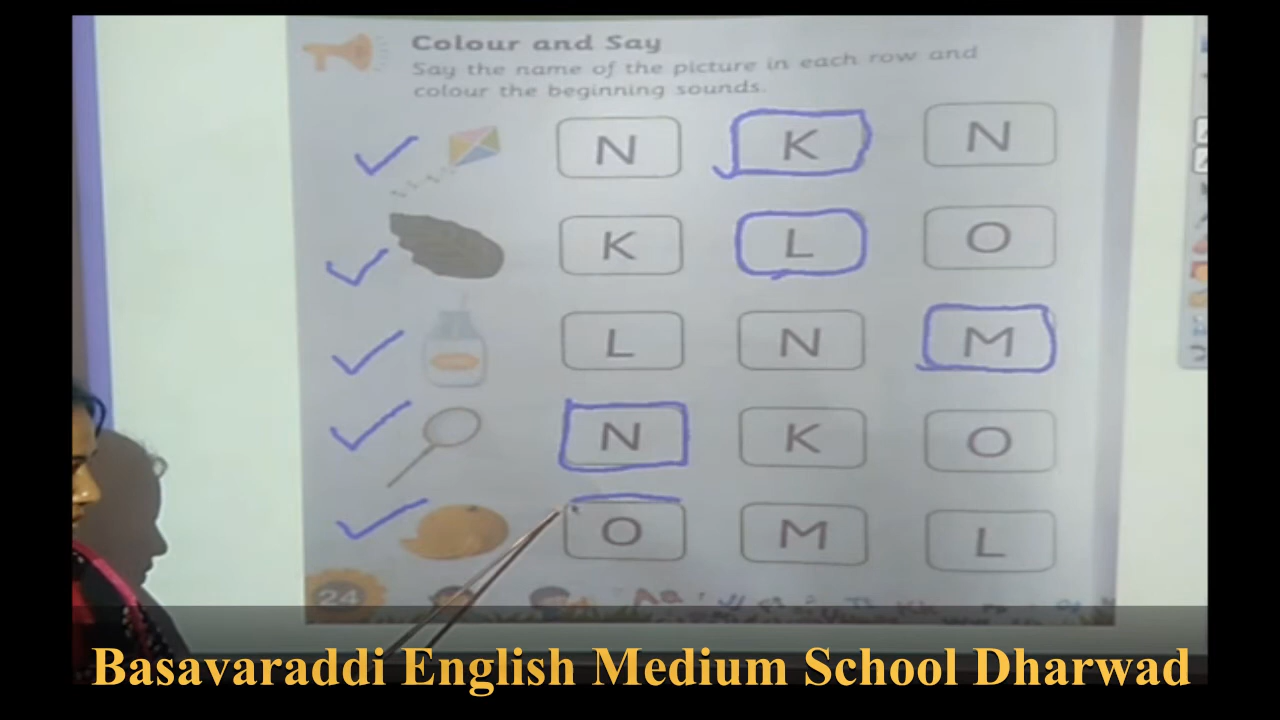 Colour and Say
Say the name of the picture in each row and
colour the beginning sounds.
N K N
K L O
L N M
N K O
O M L
24
Aa
Basavaraddi English Medium School Dharwad